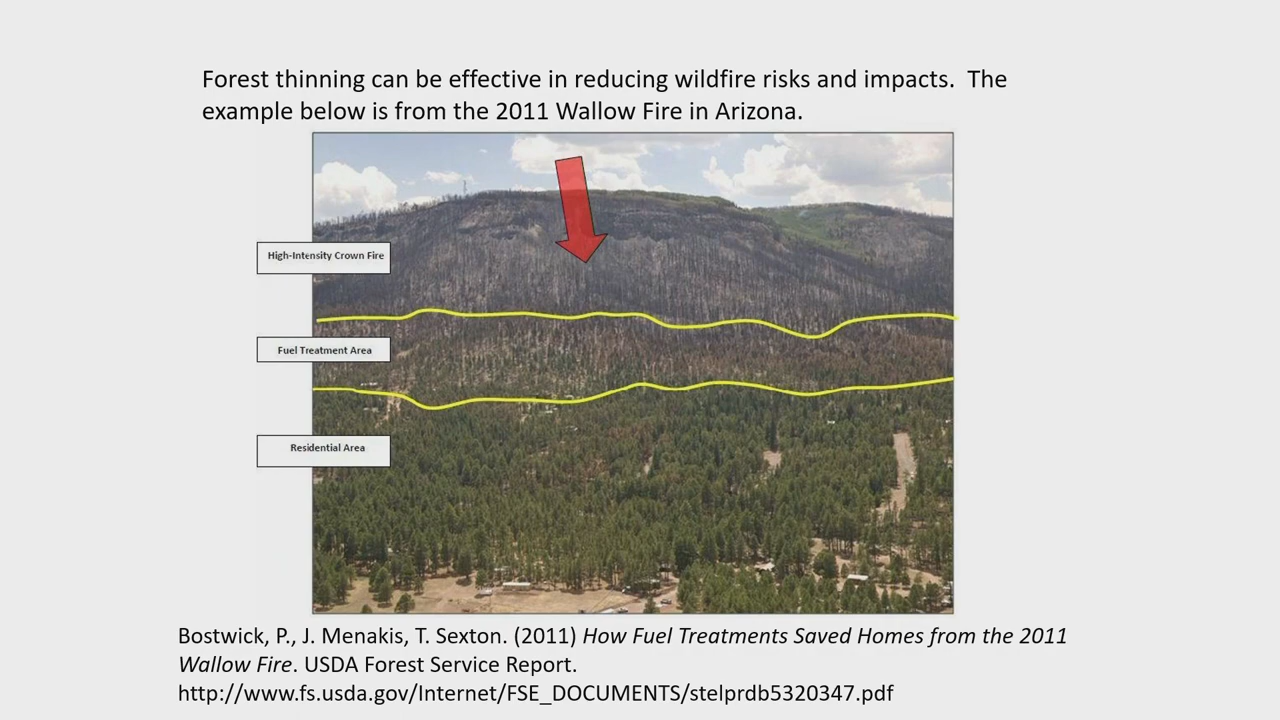 Forest thinning can be effective in reducing wildfire risks and impacts.  The
example below is from the 2011 Wallow Fire in Arizona.
High-Intensity Crown Fire
Fuel Treatment Area
Residential Area
Bostwick, P., J. Menakis, T. Sexton. (2011) How Fuel Treatments Saved Homes from the 2011
Wallow Fire. USDA Forest Service Report.
http://www.fs.usda.gov/Internet/FSE_DOCUMENTS/stelprdb5320347.pdf